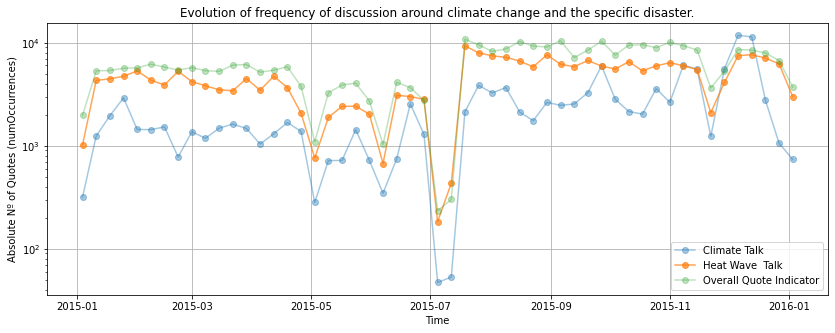 Evolution of frequency of discussion around climate change and the specific disaster.
Absolute Nº of Quotes (numOccurrences)
10⁴
10³
10²
Climate Talk
Heat Wave  Talk
Overall Quote Indicator
2015-01
2015-03
2015-05
2015-07
2015-09
2015-11
2016-01
Time